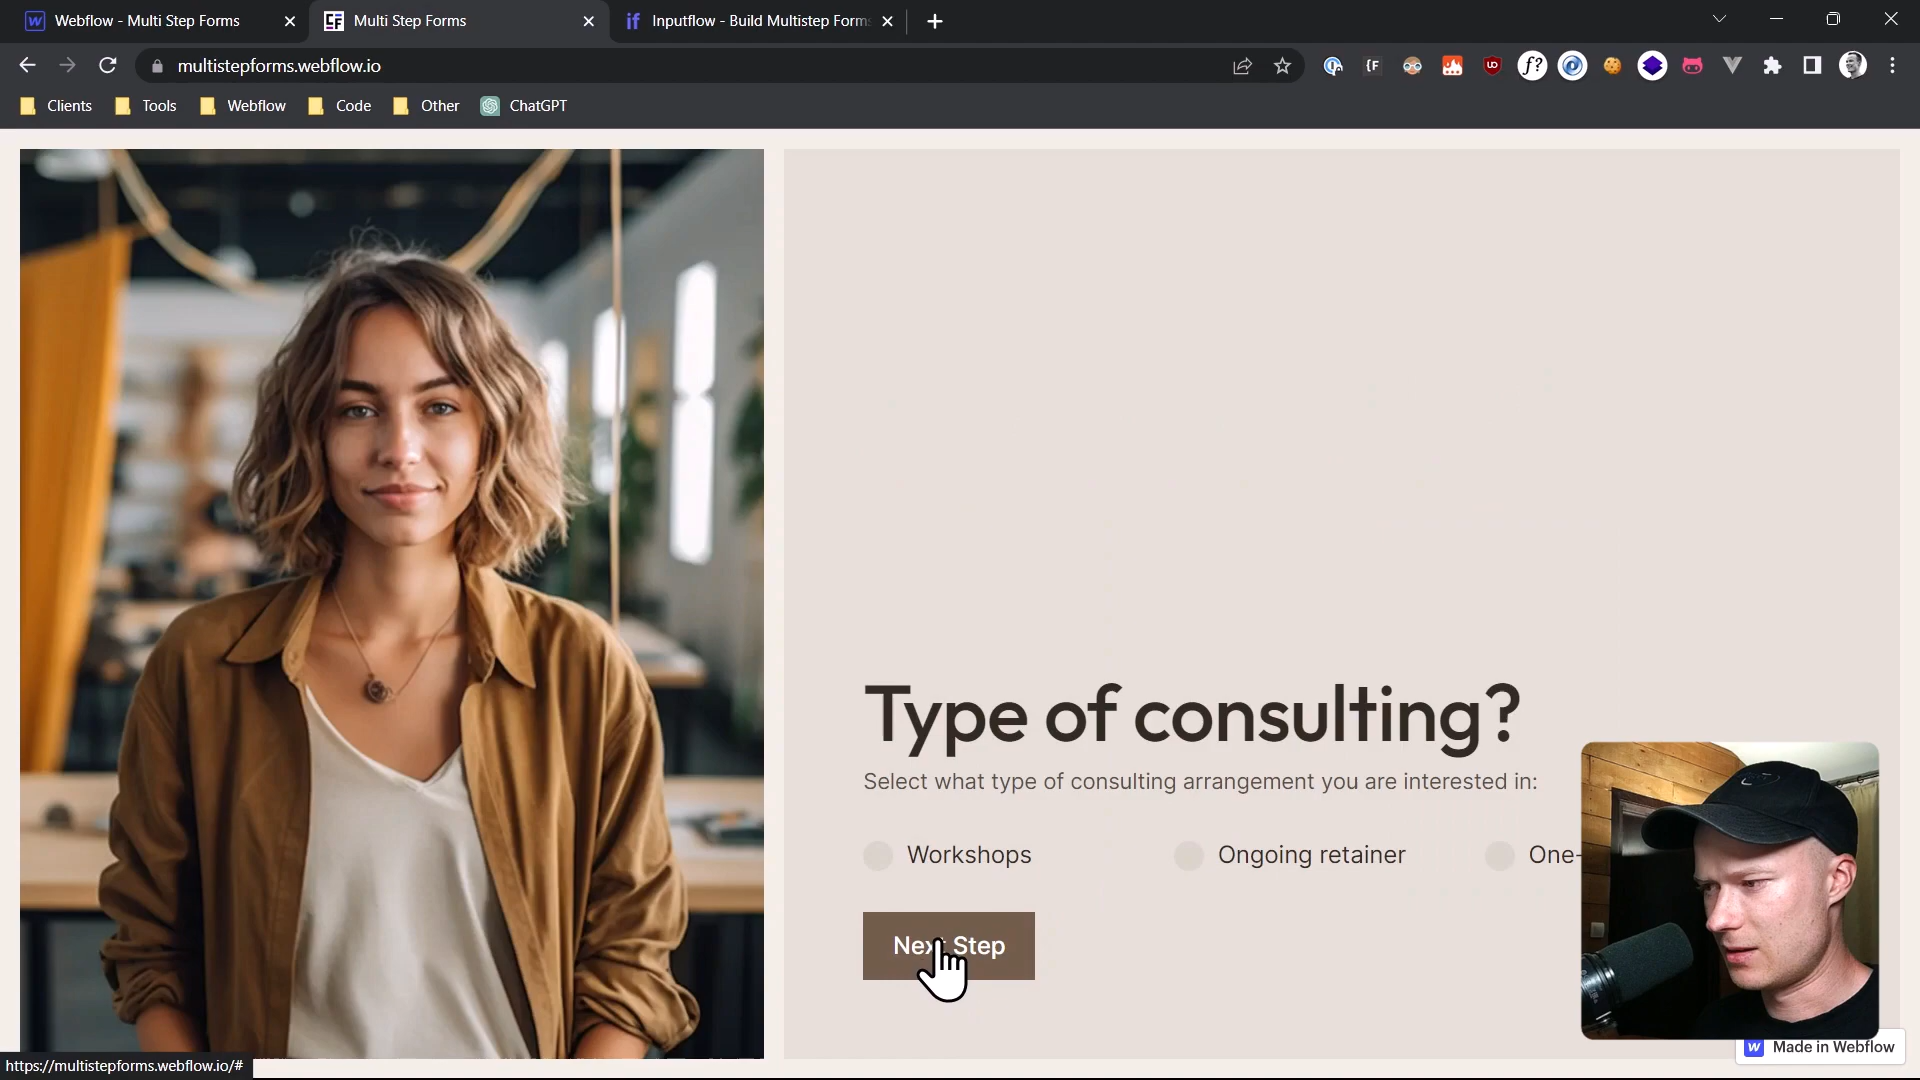 Webflow - Multi Step Forms
Multi Step Forms
Inputflow - Build Multistep Forms
multistepforms.webflow.io
Clients
Tools
Webflow
Code
Other
ChatGPT
Type of consulting?
Select what type of consulting arrangement you are interested in:
Workshops
Ongoing retainer
One-
Next Step
Made in Webflow
https://multistepforms.webflow.io/#